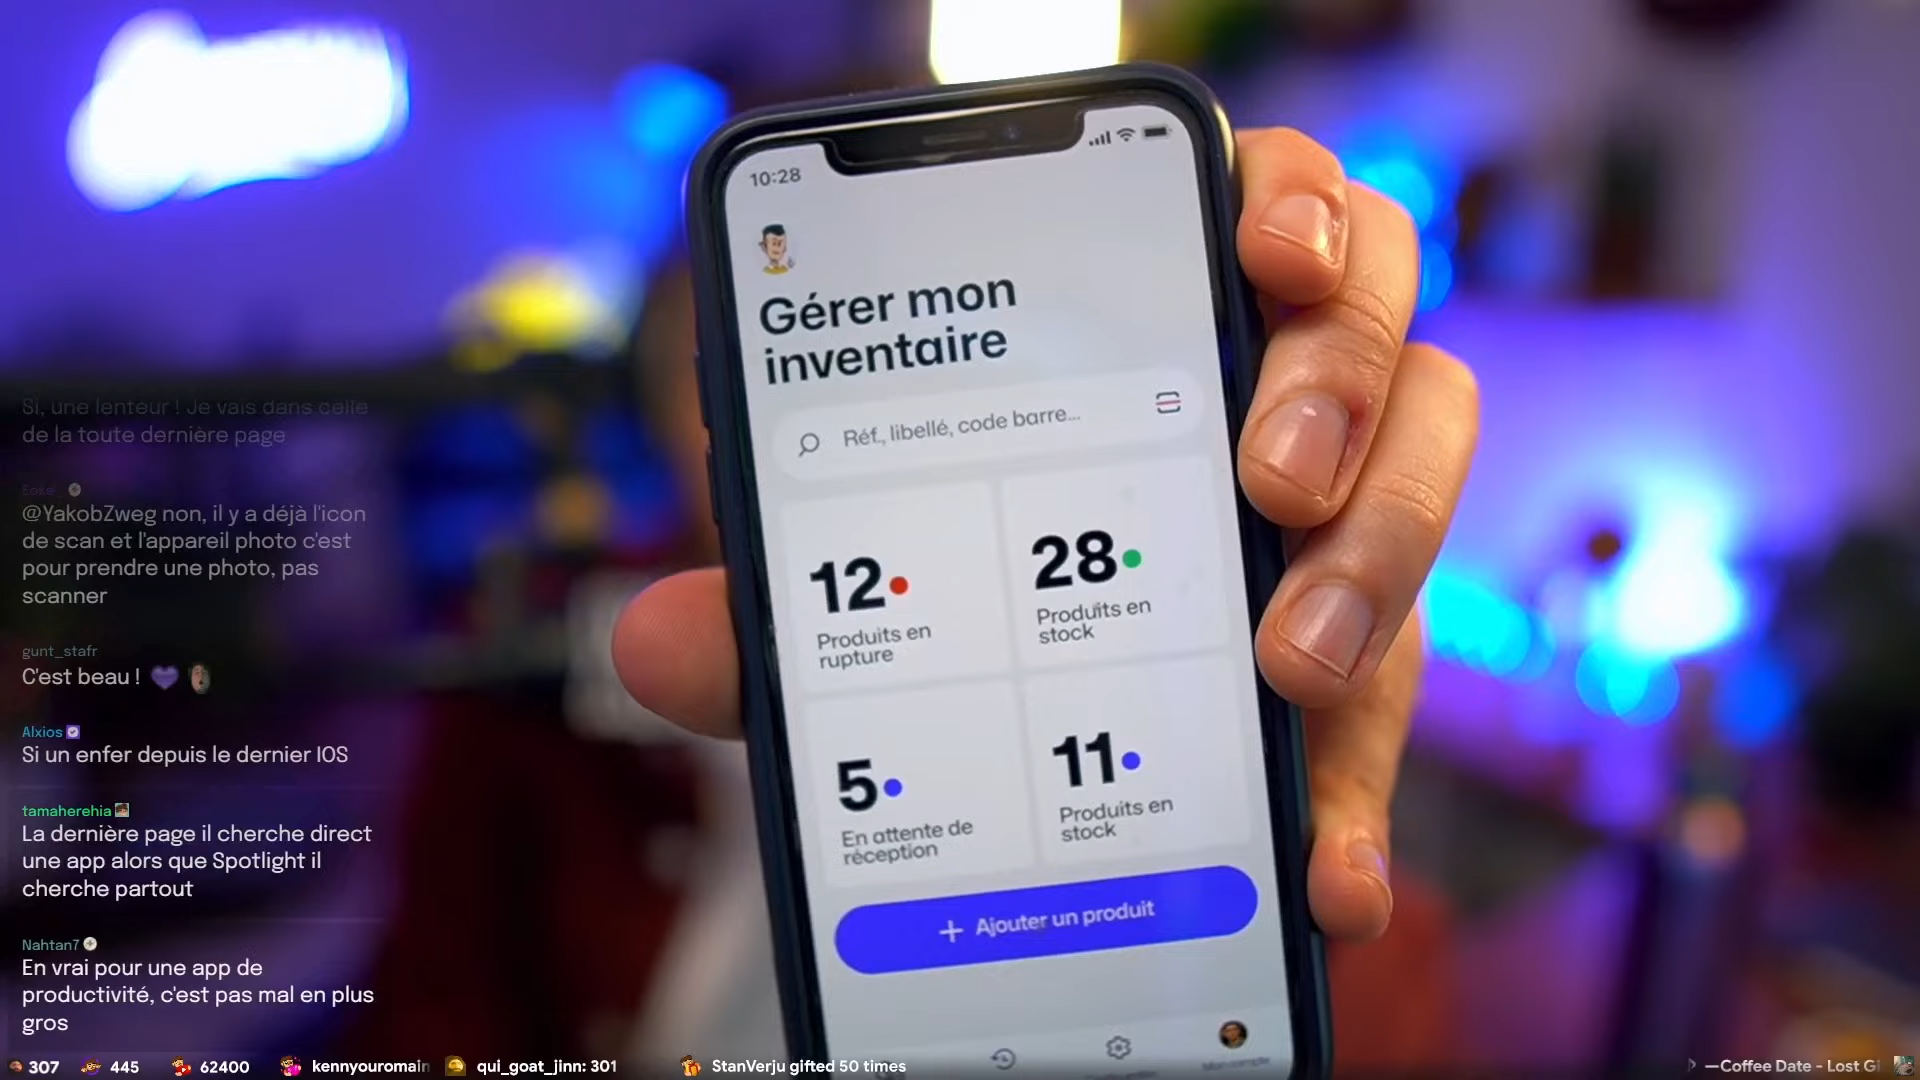 10:28
Gérer mon
inventaire
Réf., libellé, code barre...
12
Produits en
rupture
28
Produits en
stock
5
En attente de
réception
11
Produits en
stock
+ Ajouter un produit
Si, une lenteur ! Je vais dans celle
de la toute dernière page
@YakobZweg non, il y a déjà l'icon
de scan et l'appareil photo c'est
pour prendre une photo, pas
scanner
gunt_stafr
C'est beau !
Alxios
Si un enfer depuis le dernier IOS
tamaherehia
La dernière page il cherche direct
une app alors que Spotlight il
cherche partout
Nahtan7
En vrai pour une app de
productivité, c'est pas mal en plus
gros
307 445 62400 kennyouromain qui_goat_jinn: 301 StanVerju gifted 50 times —Coffee Date - Lost Gi